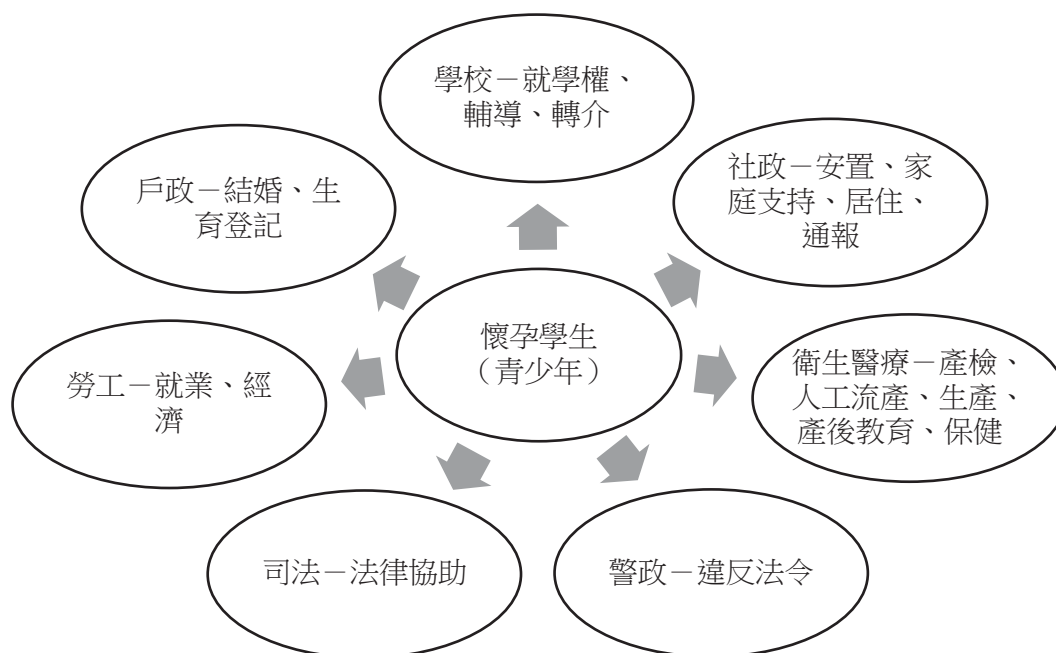 學校－就學權、
輔導、轉介
社政－安置、家
庭支持、居住、
通報
衛生醫療－產檢、
人工流產、生產、
產後教育、保健
警政－違反法令
司法－法律協助
勞工－就業、經
濟
戶政－結婚、生
育登記
懷孕學生
（青少年）